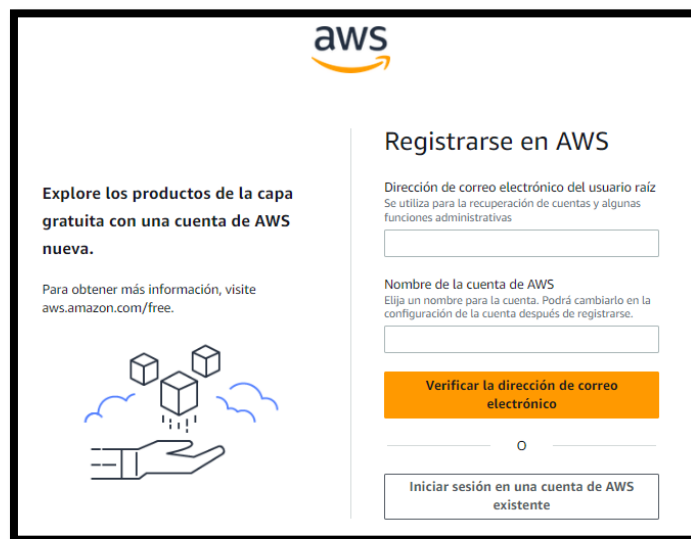 aws
Explore los productos de la capa
gratuita con una cuenta de AWS
nueva.
Para obtener más información, visite
aws.amazon.com/free.
Registrarse en AWS
Dirección de correo electrónico del usuario raíz
Se utiliza para la recuperación de cuentas y algunas
funciones administrativas
Nombre de la cuenta de AWS
Elija un nombre para la cuenta. Podrá cambiarlo en la
configuración de la cuenta después de registrarse.
Verificar la dirección de correo
electrónico
O
Iniciar sesión en una cuenta de AWS
existente